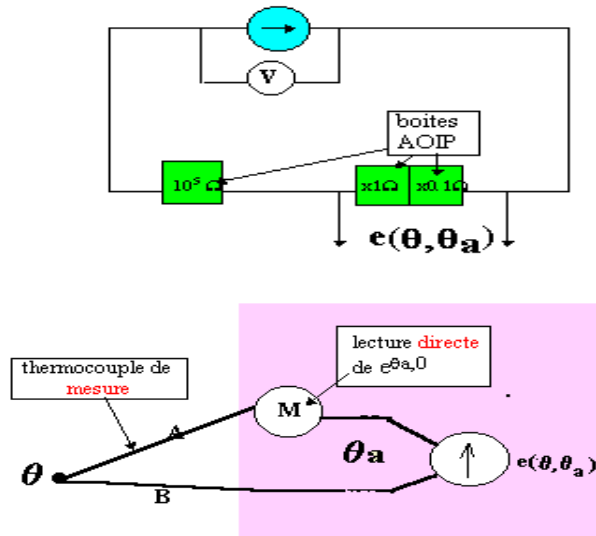 V
boites
AOIP
10⁵ Ω
x1Ω
x0.1Ω
e(θ,θa)
lecture directe
de eθa,0
thermocouple de
mesure
A
M
θa
θ
B
e(θ,θa)